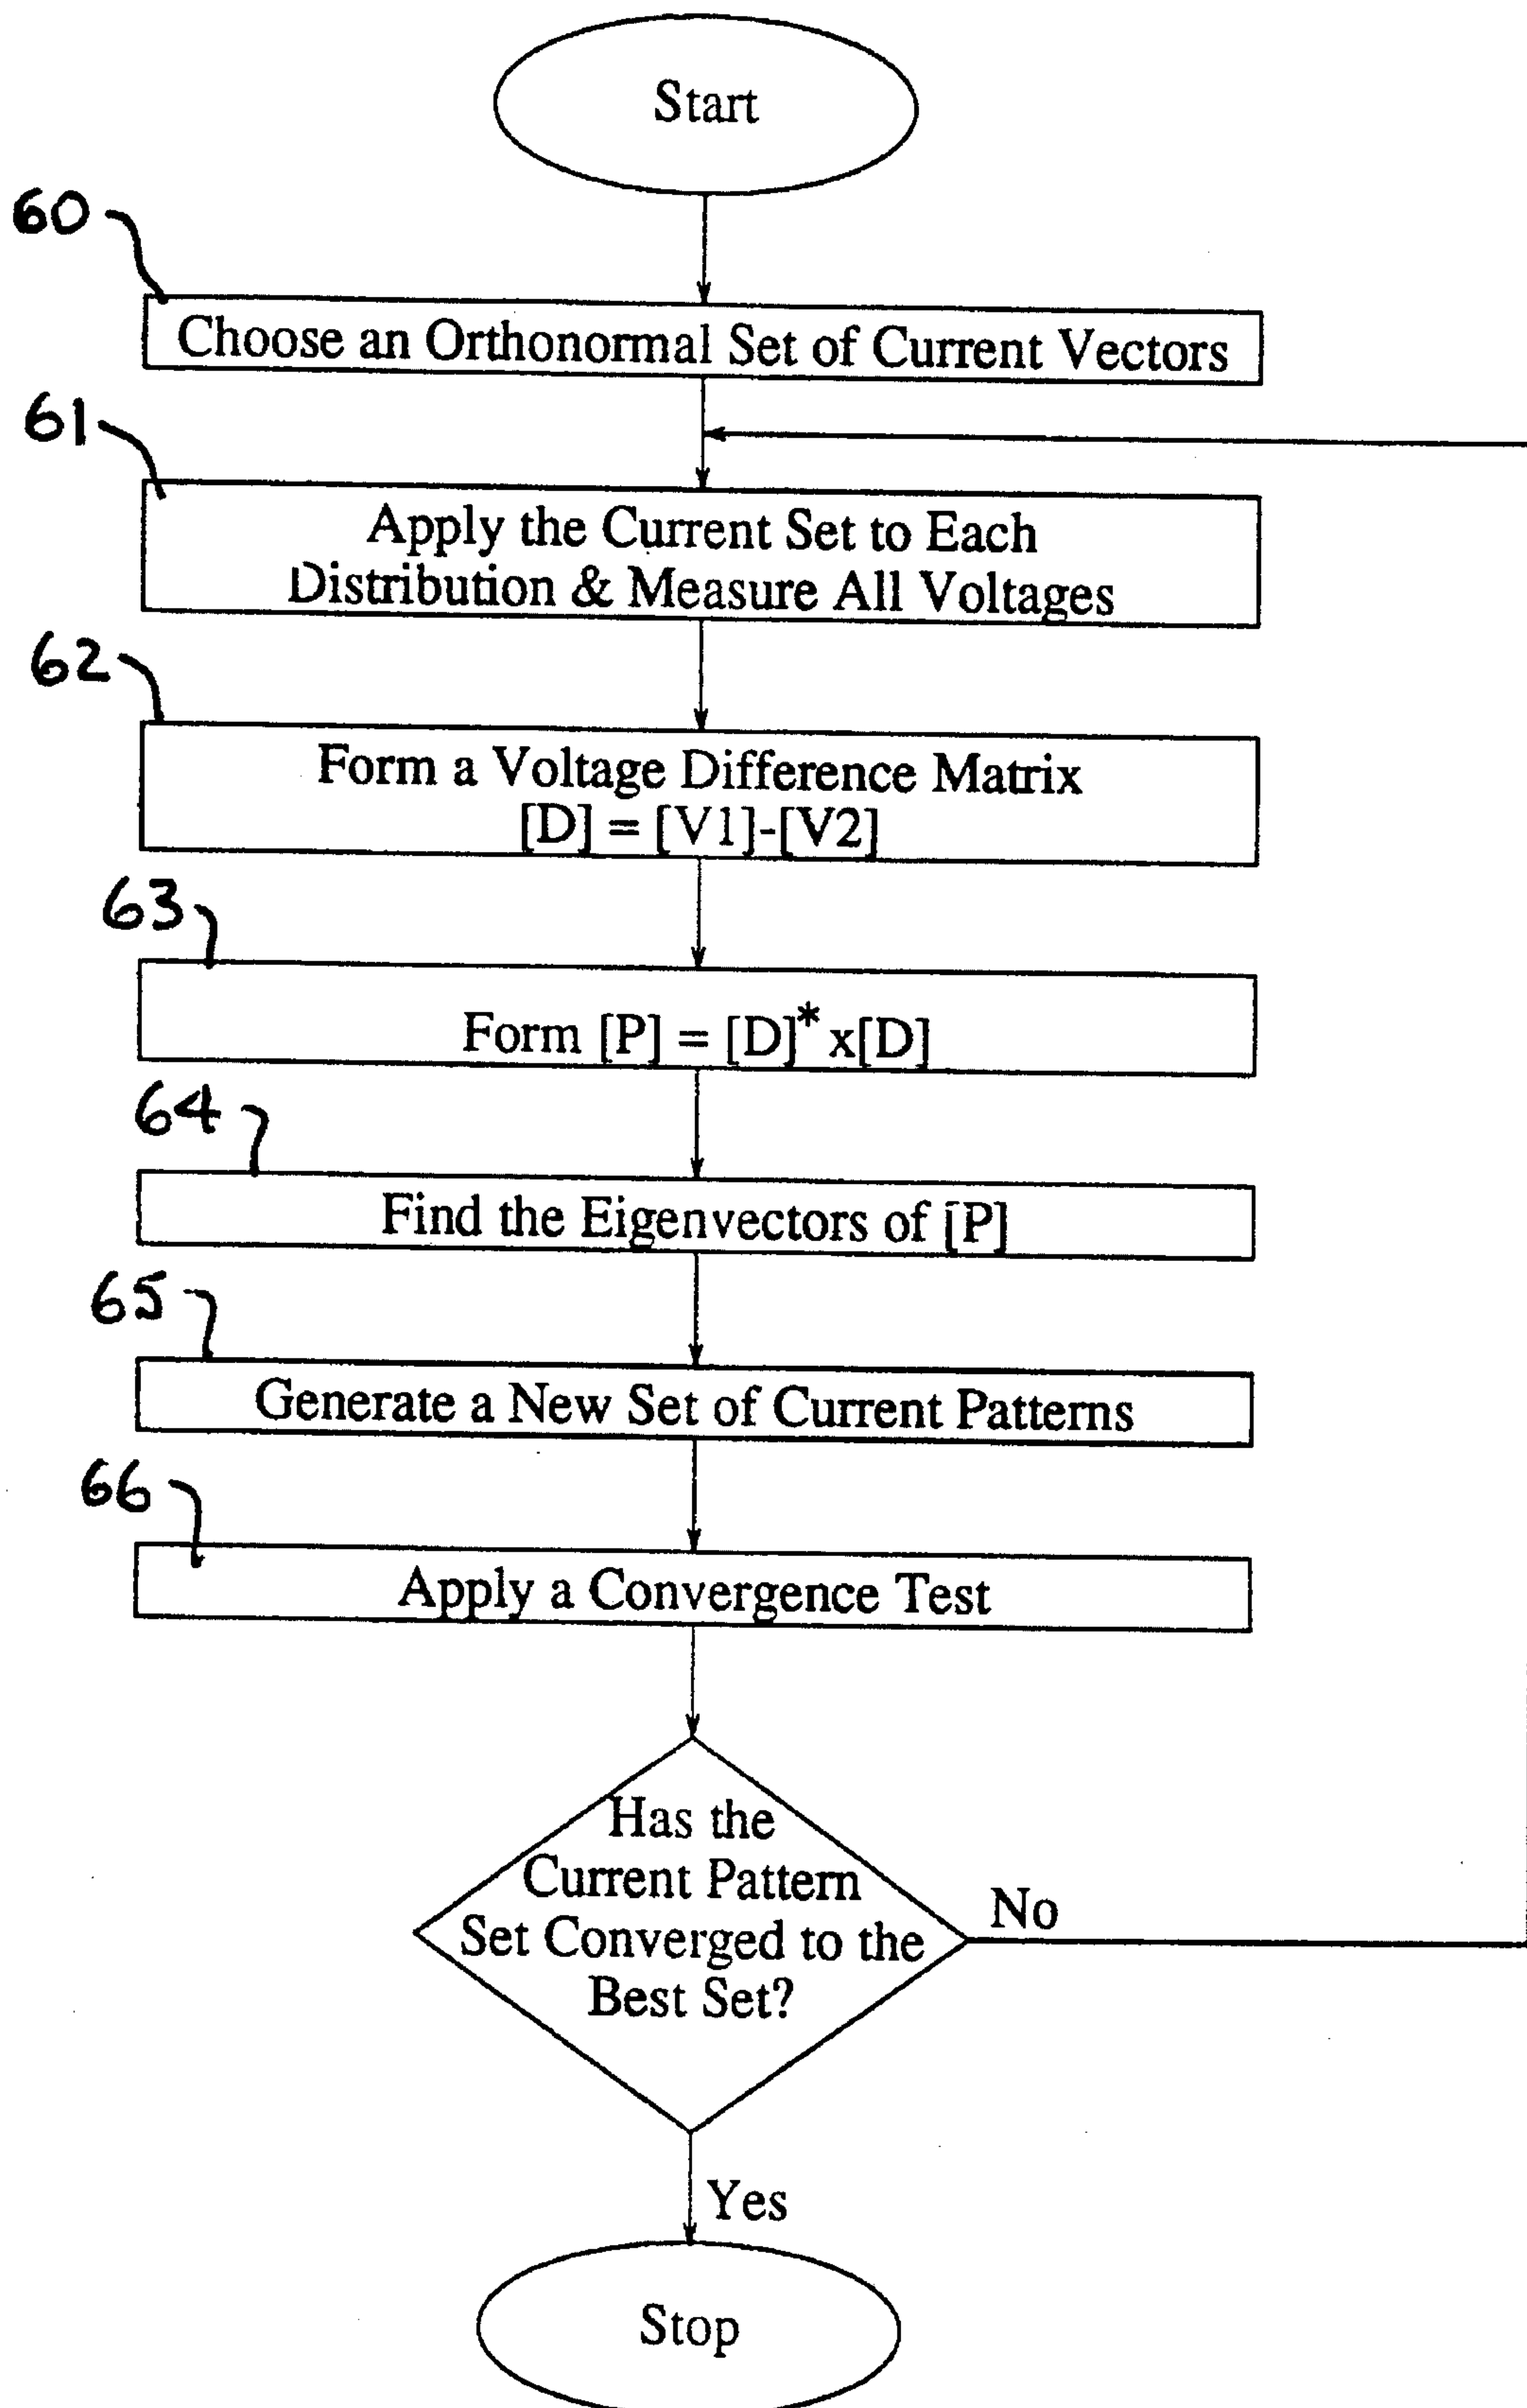 Start
60
Choose an Orthonormal Set of Current Vectors
61
Apply the Current Set to Each
Distribution & Measure All Voltages
62
Form a Voltage Difference Matrix
[D] = [V1]-[V2]
63
Form [P] = [D]* x[D]
64
Find the Eigenvectors of [P]
65
Generate a New Set of Current Patterns
66
Apply a Convergence Test
Has the
Current Pattern
Set Converged to the
Best Set?
No
Yes
Stop